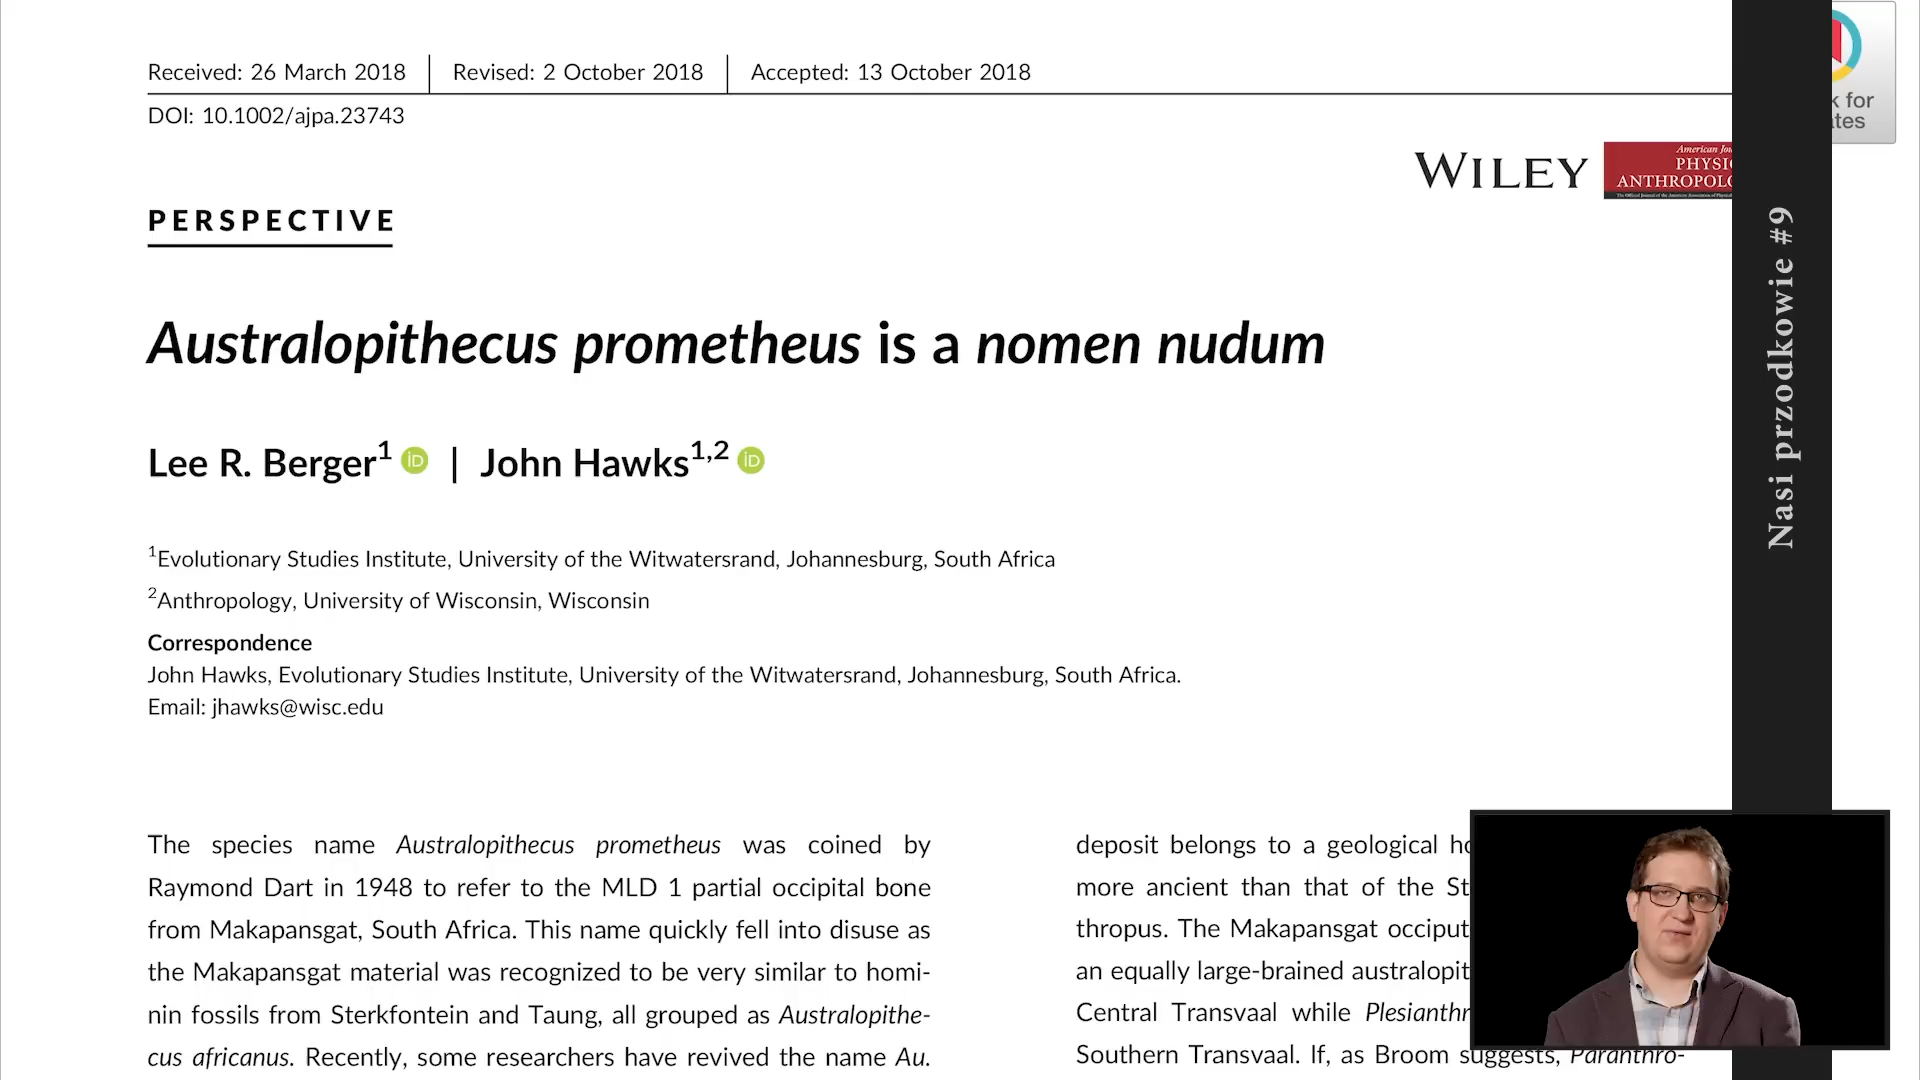 Received: 26 March 2018 | Revised: 2 October 2018 | Accepted: 13 October 2018
DOI: 10.1002/ajpa.23743
k for
WILEY
American
PERSPECTIVE
Australopithecus prometheus is a nomen nudum
Lee R. Berger1 iD | John Hawks1,2 iD
1Evolutionary Studies Institute, University of the Witwatersrand, Johannesburg, South Africa
2Anthropology, University of Wisconsin, Wisconsin
Correspondence
John Hawks, Evolutionary Studies Institute, University of the Witwatersrand, Johannesburg, South Africa.
Email: jhawks@wisc.edu
The species name Australopithecus prometheus was coined by
Raymond Dart in 1948 to refer to the MLD 1 partial occipital bone
from Makapansgat, South Africa. This name quickly fell into disuse as
the Makapansgat material was recognized to be very similar to homi-
nin fossils from Sterkfontein and Taung, all grouped as Australopithe-
cus africanus. Recently, some researchers have revived the name Au.
deposit belongs to a geological
more ancient than that of the
thropus. The Makapansgat
an equally large-brained
Central Transvaal while
Southern Transvaal. If, as Broom suggests, Paranthro-
Nasi przodkowie #9